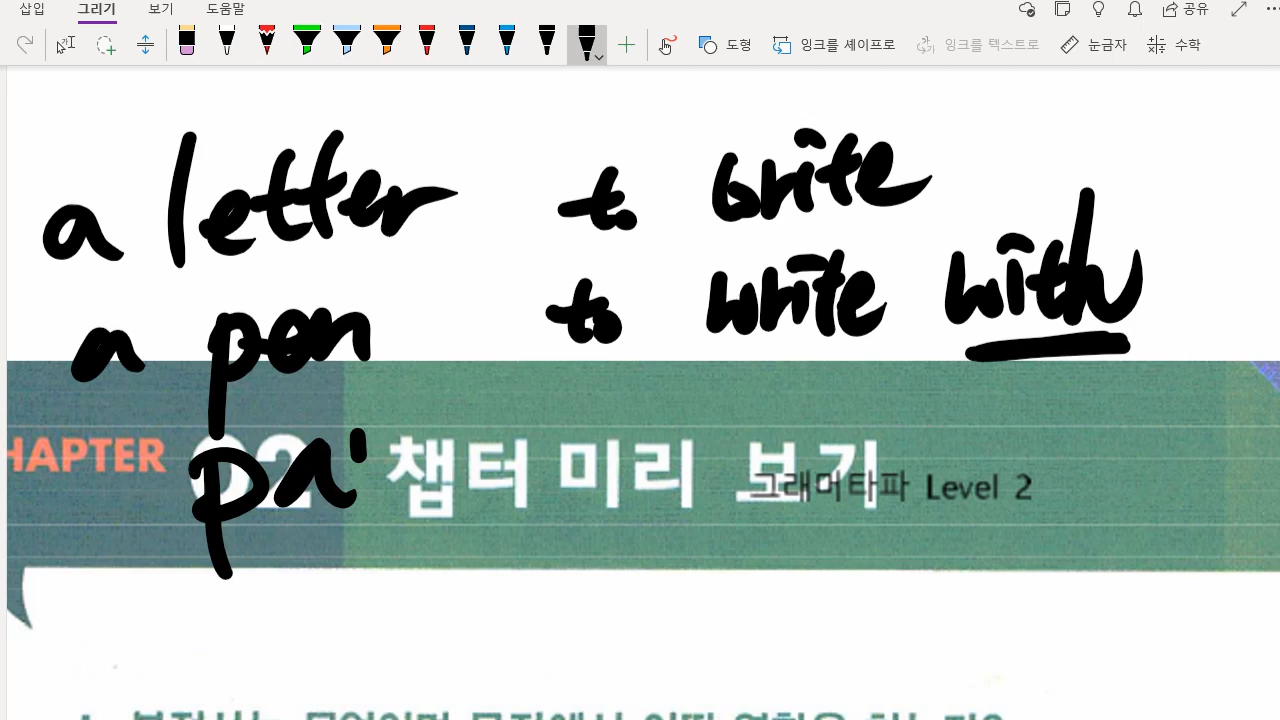 삽입 그리기 보기 도움말 공유
도형 잉크를 셰이프로 잉크를 텍스트로 눈금자 수학
a letter to write
a pen to write with
CHAPTER 02 챕터 미리 보기
그래머타파 Level 2
pa